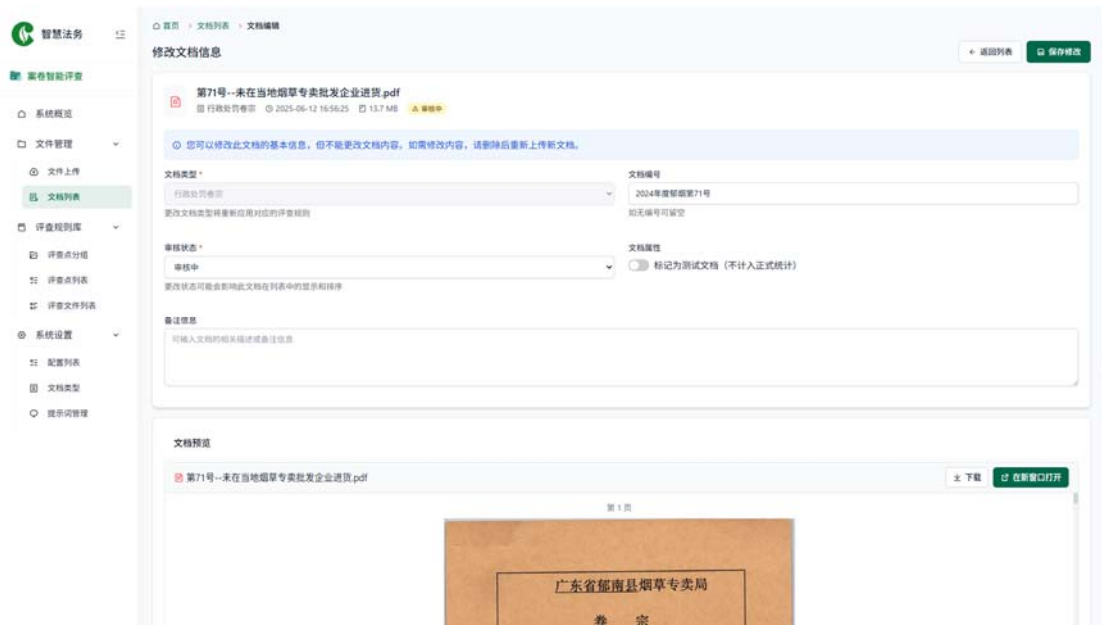 智慧法务
案卷智能评查
系统概览
文件管理
文件上传
文档列表
评查规则库
评查点分组
评查点列表
评查文件列表
系统设置
配置列表
文档类型
提示词管理
首页 > 文档列表 > 文档编辑
修改文档信息
← 返回列表 保存修改
第71号--未在当地烟草专卖批发企业进货.pdf
行政处罚卷宗 2025-06-12 16:56:25 13.7 MB 审核中
您可以修改此文档的基本信息，但不能更改文档内容。如需修改内容，请删除后重新上传新文档。
文档类型 * 文档编号
行政处罚卷宗 2024年度郁烟第71号
更改文档类型将重新应用对应的评查规则 如无编号可留空
审核状态 * 文档属性
审核中 标记为测试文档（不计入正式统计）
更改状态可能会影响此文档在列表中的显示和排序
备注信息
可输入文档的相关描述或备注信息
文档预览
第71号--未在当地烟草专卖批发企业进货.pdf 下载 在新窗口打开
第 1 页
广东省郁南县烟草专卖局
卷 宗